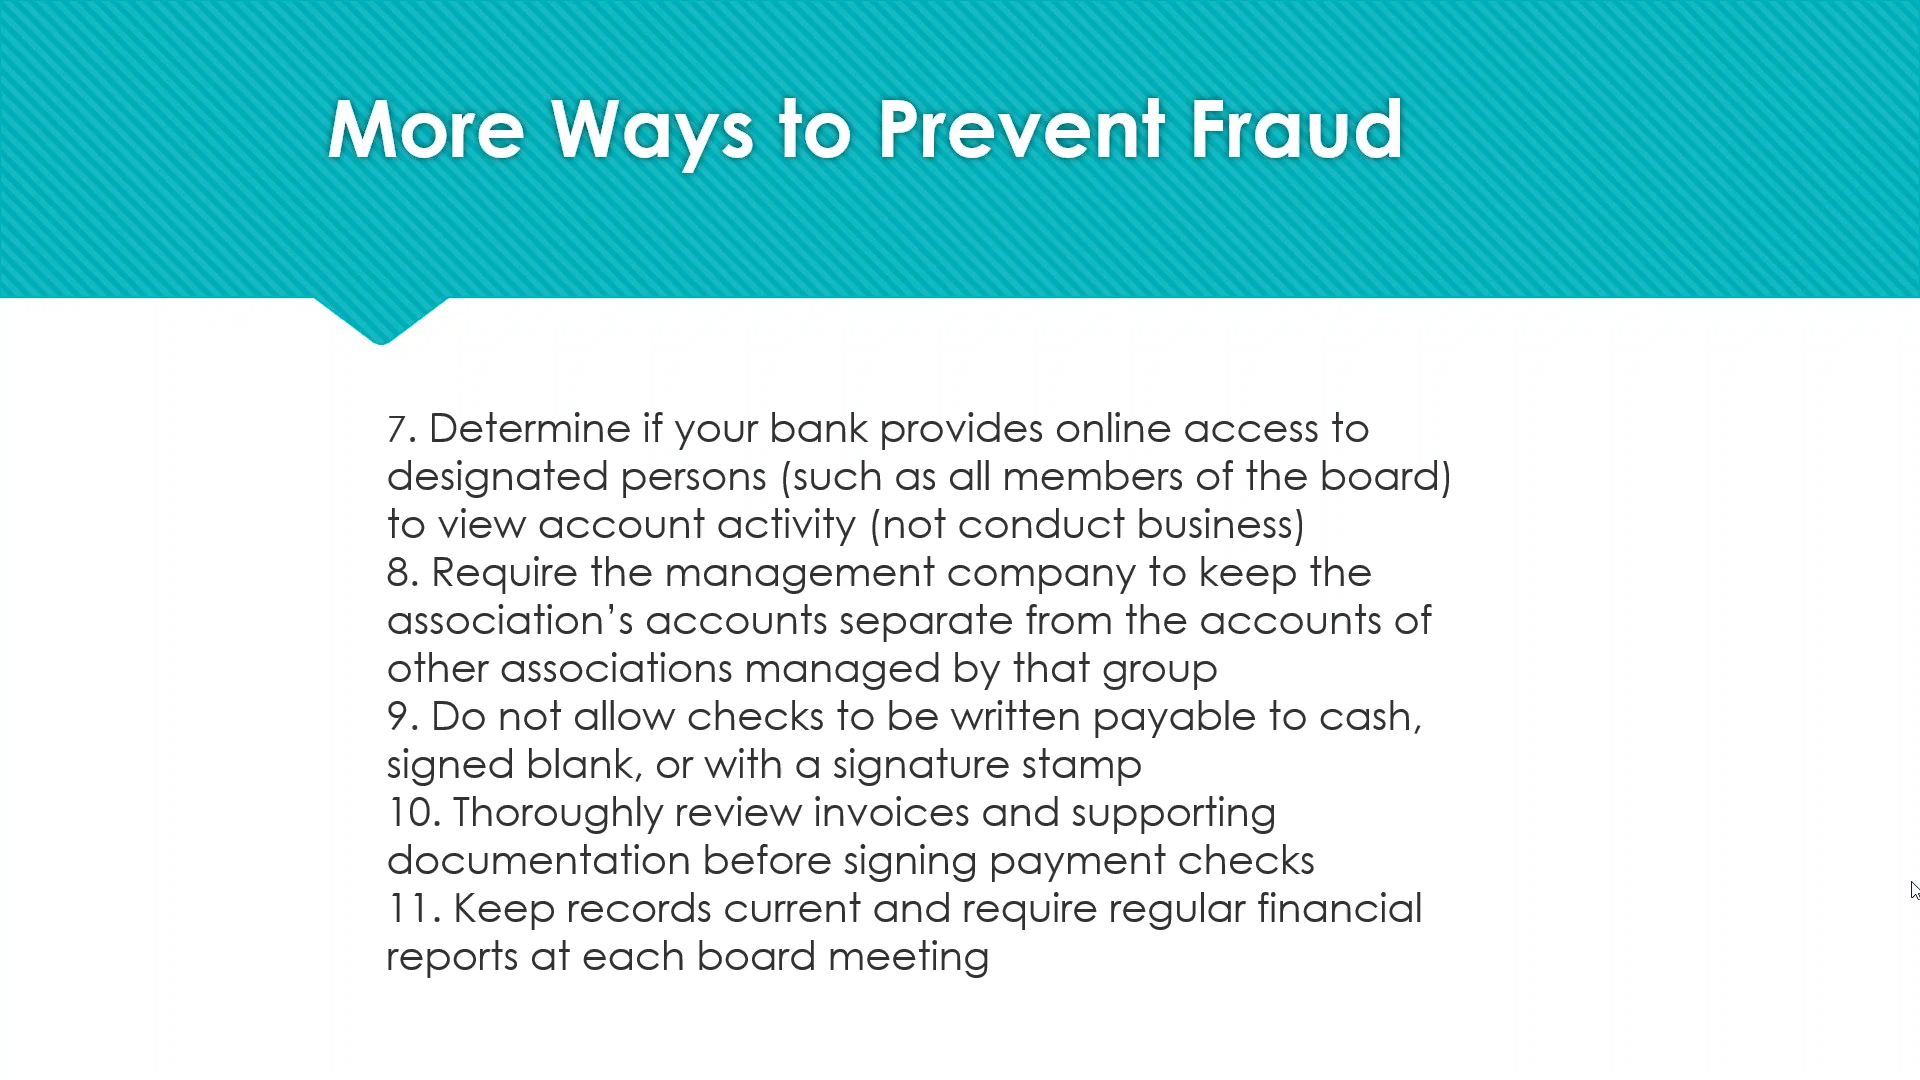 More Ways to Prevent Fraud
7. Determine if your bank provides online access to
designated persons (such as all members of the board)
to view account activity (not conduct business)
8. Require the management company to keep the
association’s accounts separate from the accounts of
other associations managed by that group
9. Do not allow checks to be written payable to cash,
signed blank, or with a signature stamp
10. Thoroughly review invoices and supporting
documentation before signing payment checks
11. Keep records current and require regular financial
reports at each board meeting